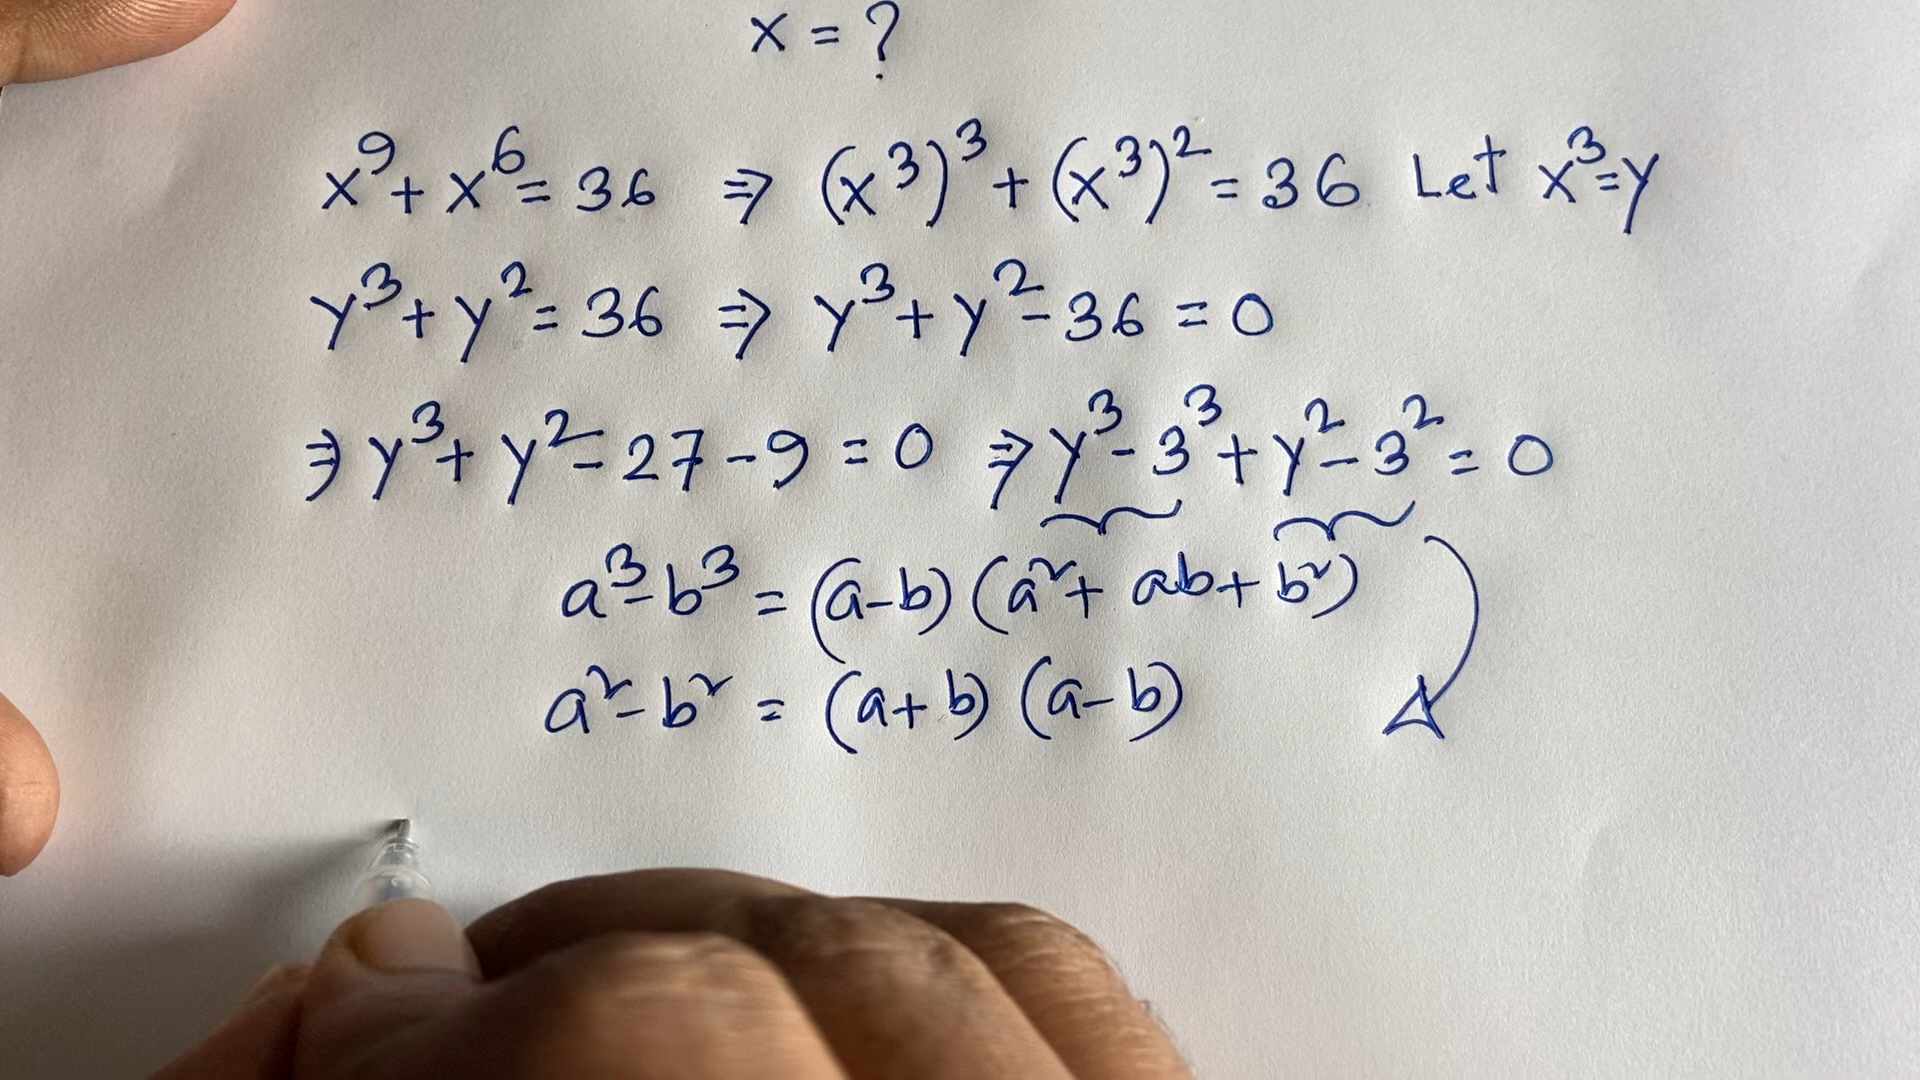 x = ?
x⁹ + x⁶ = 36 ⇒ (x³)³ + (x³)² = 36 Let x³ = y
y³ + y² = 36 ⇒ y³ + y² - 36 = 0
⇒ y³ + y² - 27 - 9 = 0 ⇒ y³ - 3³ + y² - 3² = 0
a³ - b³ = (a - b) (a² + ab + b²)
a² - b² = (a + b) (a - b)